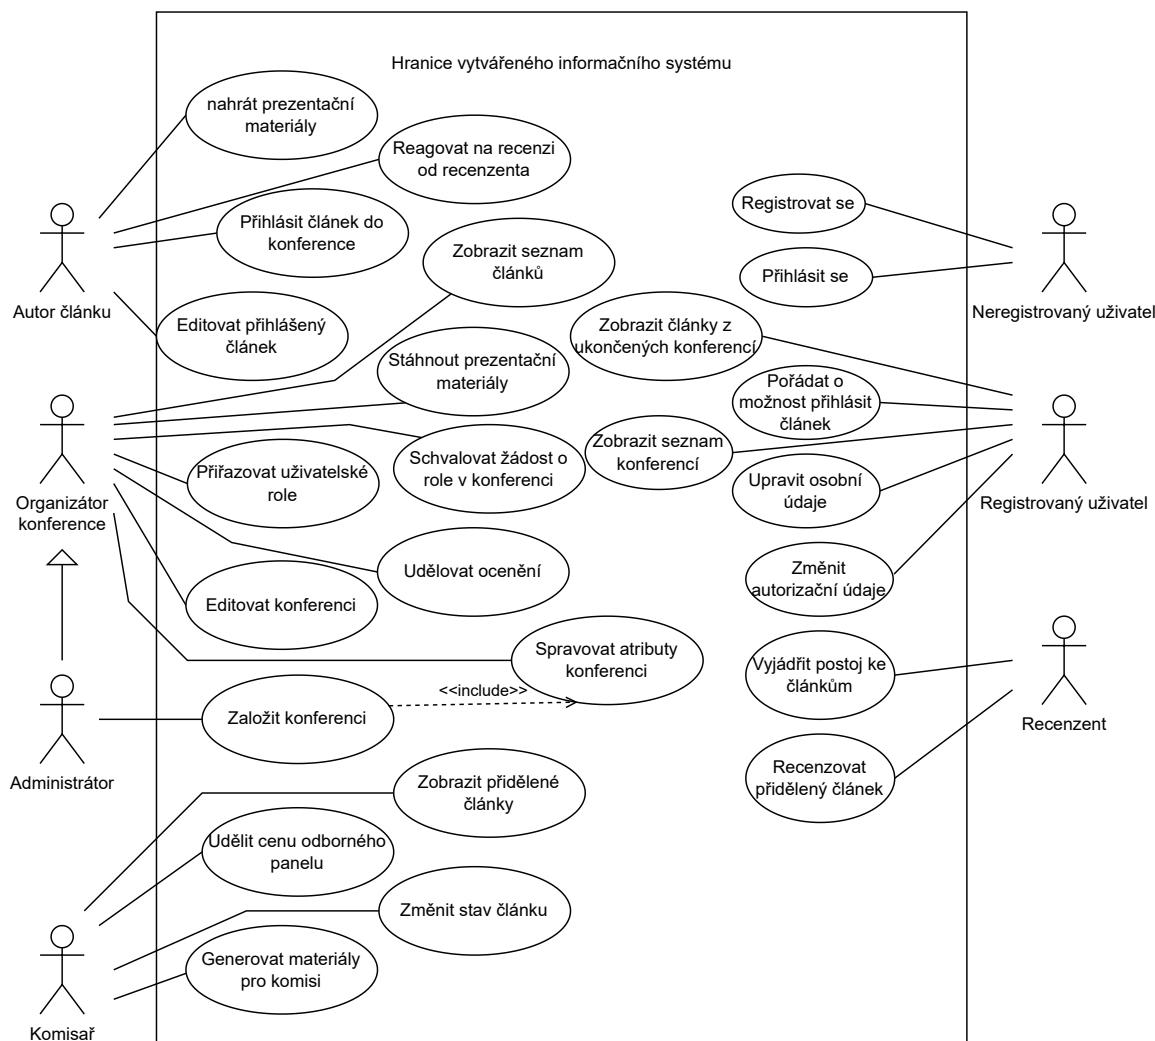 Hranice vytvářeného informačního systému
nahrát prezentační
materiály
Reagovat na recenzi
od recenzenta
Přihlásit článek do
konference
Zobrazit seznam
článků
Registrovat se
Přihlásit se
Autor článku
Neregistrovaný uživatel
Editovat přihlášený
článek
Zobrazit články z
ukončených konferencí
Stáhnout prezentační
materiály
Pořádat o
možnost přihlásit
článek
Zobrazit seznam
konferencí
Schvalovat žádost o
role v konferenci
Přiřazovat uživatelské
role
Upravit osobní
údaje
Organizátor
konference
Registrovaný uživatel
Udělovat ocenění
Změnit
autorizační údaje
Editovat konferenci
Spravovat atributy
konferenci
Vyjádřit postoj ke
článkům
<<include>>
Založit konferenci
Recenzent
Administrátor
Zobrazit přidělené
články
Recenzovat
přidělený článek
Udělit cenu odborného
panelu
Změnit stav článku
Generovat materiály
pro komisi
Komisař